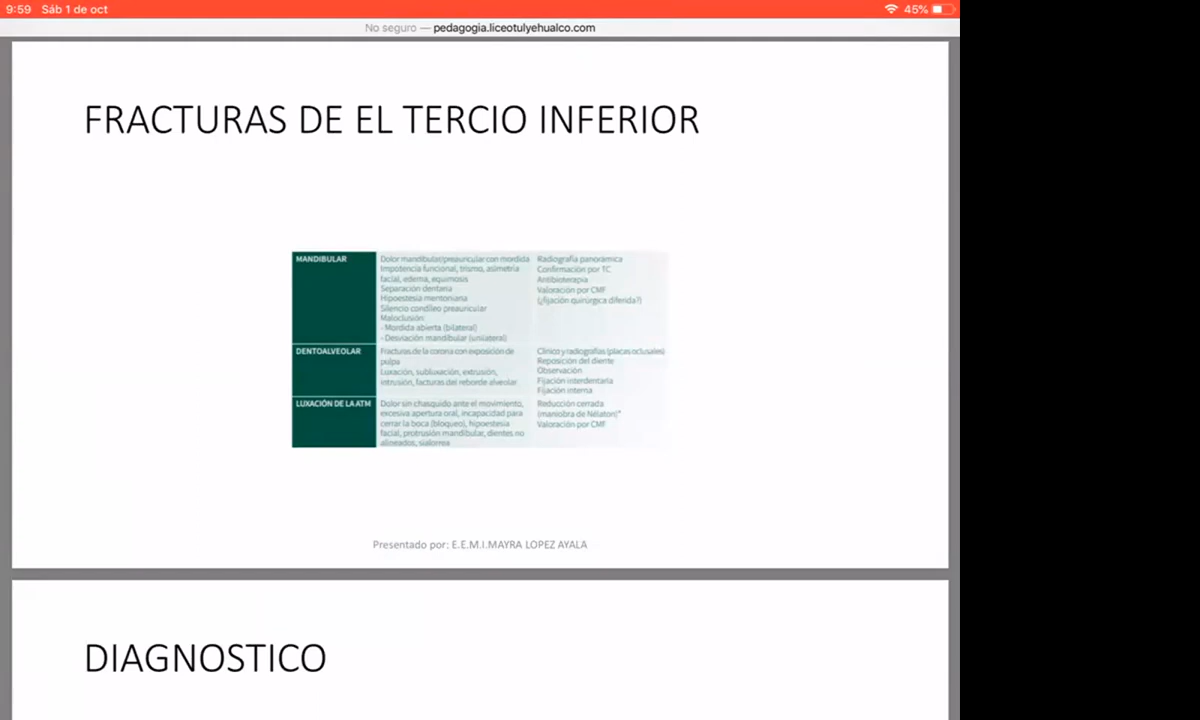 9:59 Sáb 1 de oct
45%
No seguro — pedagogia.liceotulyehualco.com
FRACTURAS DE EL TERCIO INFERIOR
MANDIBULAR
Dolor mandibular/preauricular con mordida
Impotencia funcional, trismo, asimetría
facial, edema, equimosis
Separación dentaria
Hipoestesia mentoniana
Silencio condíleo preauricular
Maloclusión:
- Mordida abierta (bilateral)
- Desviación mandibular (unilateral)
Radiografía panorámica
Confirmación por TC
Antibioterapia
Valoración por CMF
(¿fijación quirúrgica diferida?)
DENTOALVEOLAR
Fracturas de la corona con exposición de
pulpa
Luxación, subluxación, extrusión,
intrusión, facturas del reborde alveolar
Clínico y radiografías (placas oclusales)
Reposición del diente
Observación
Fijación interdentaria
Fijación interna
LUXACIÓN DE LA ATM
Dolor sin chasquido ante el movimiento,
excesiva apertura oral, incapacidad para
cerrar la boca (bloqueo), hipoestesia
facial, protrusión mandibular, dientes no
alineados, sialorrea
Reducción cerrada
(maniobra de Nélaton)*
Valoración por CMF
Presentado por: E.E.M.I.MAYRA LOPEZ AYALA
DIAGNOSTICO